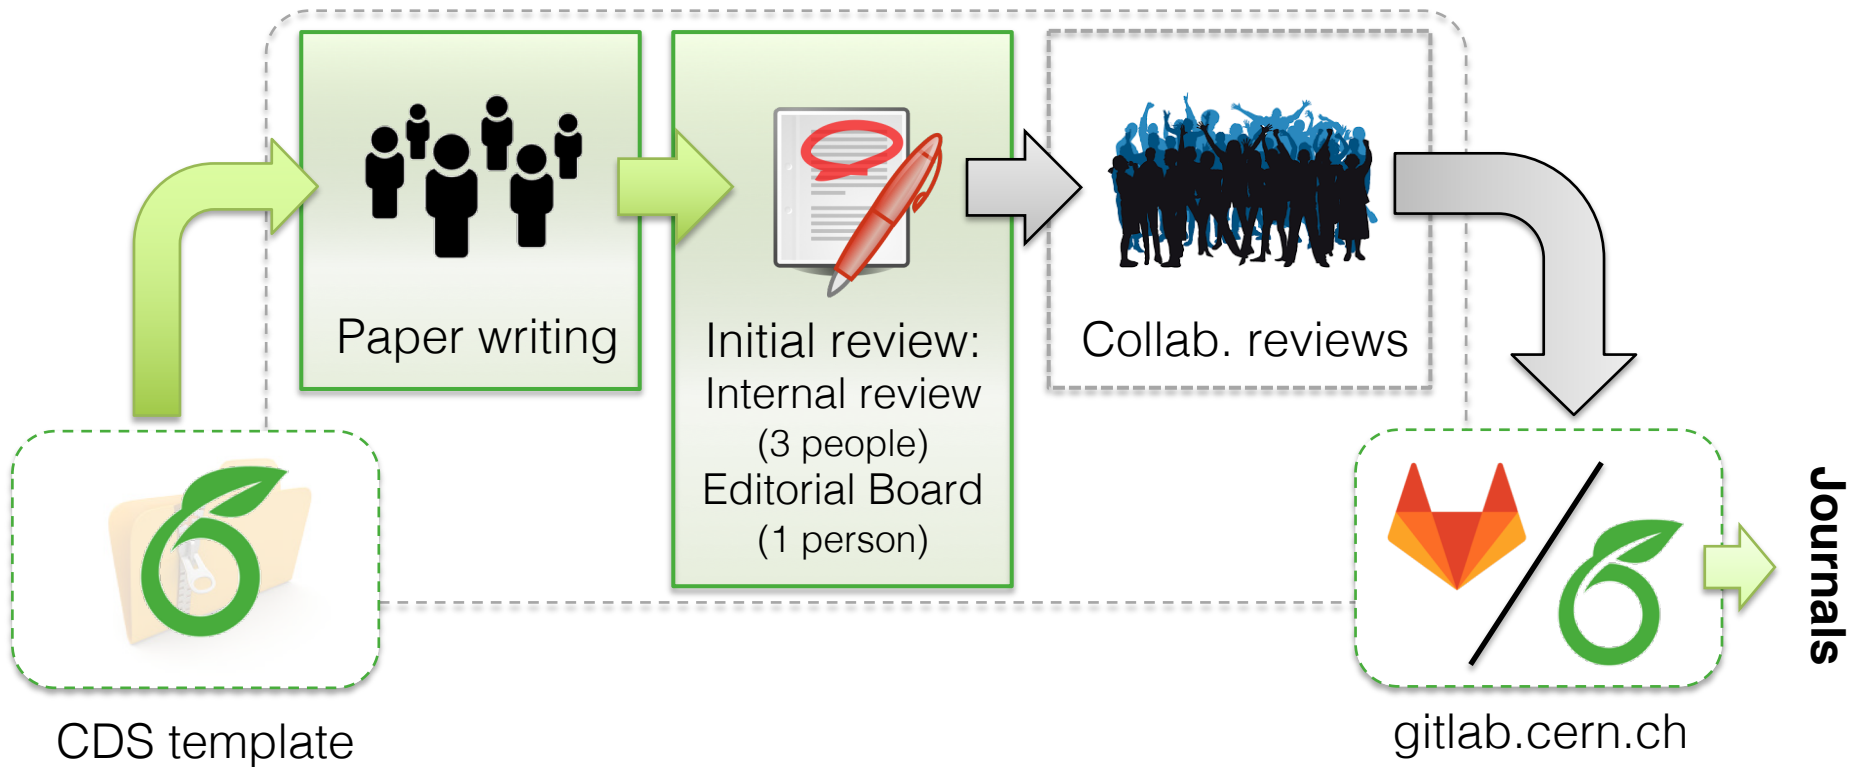 Paper writing
Initial review:
Internal review
(3 people)
Editorial Board
(1 person)
Collab. reviews
CDS template
gitlab.cern.ch
Journals